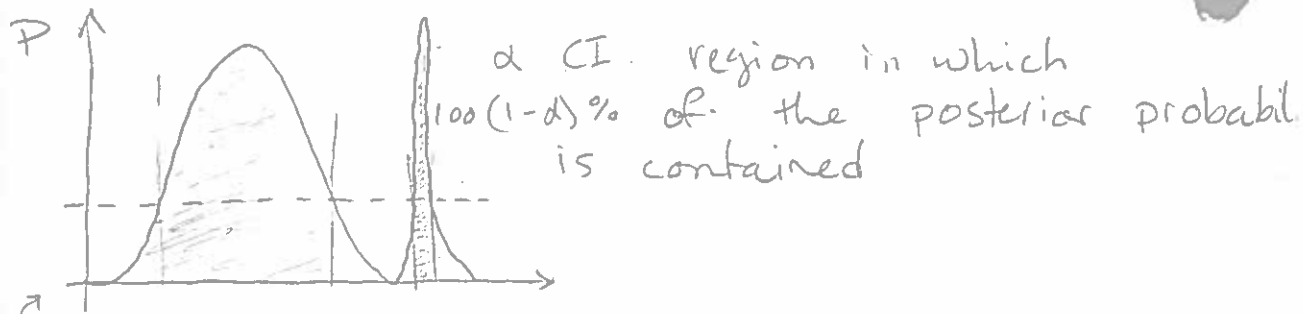 P
α CI. region in which
100(1-α)% of the posterior probabil
is contained